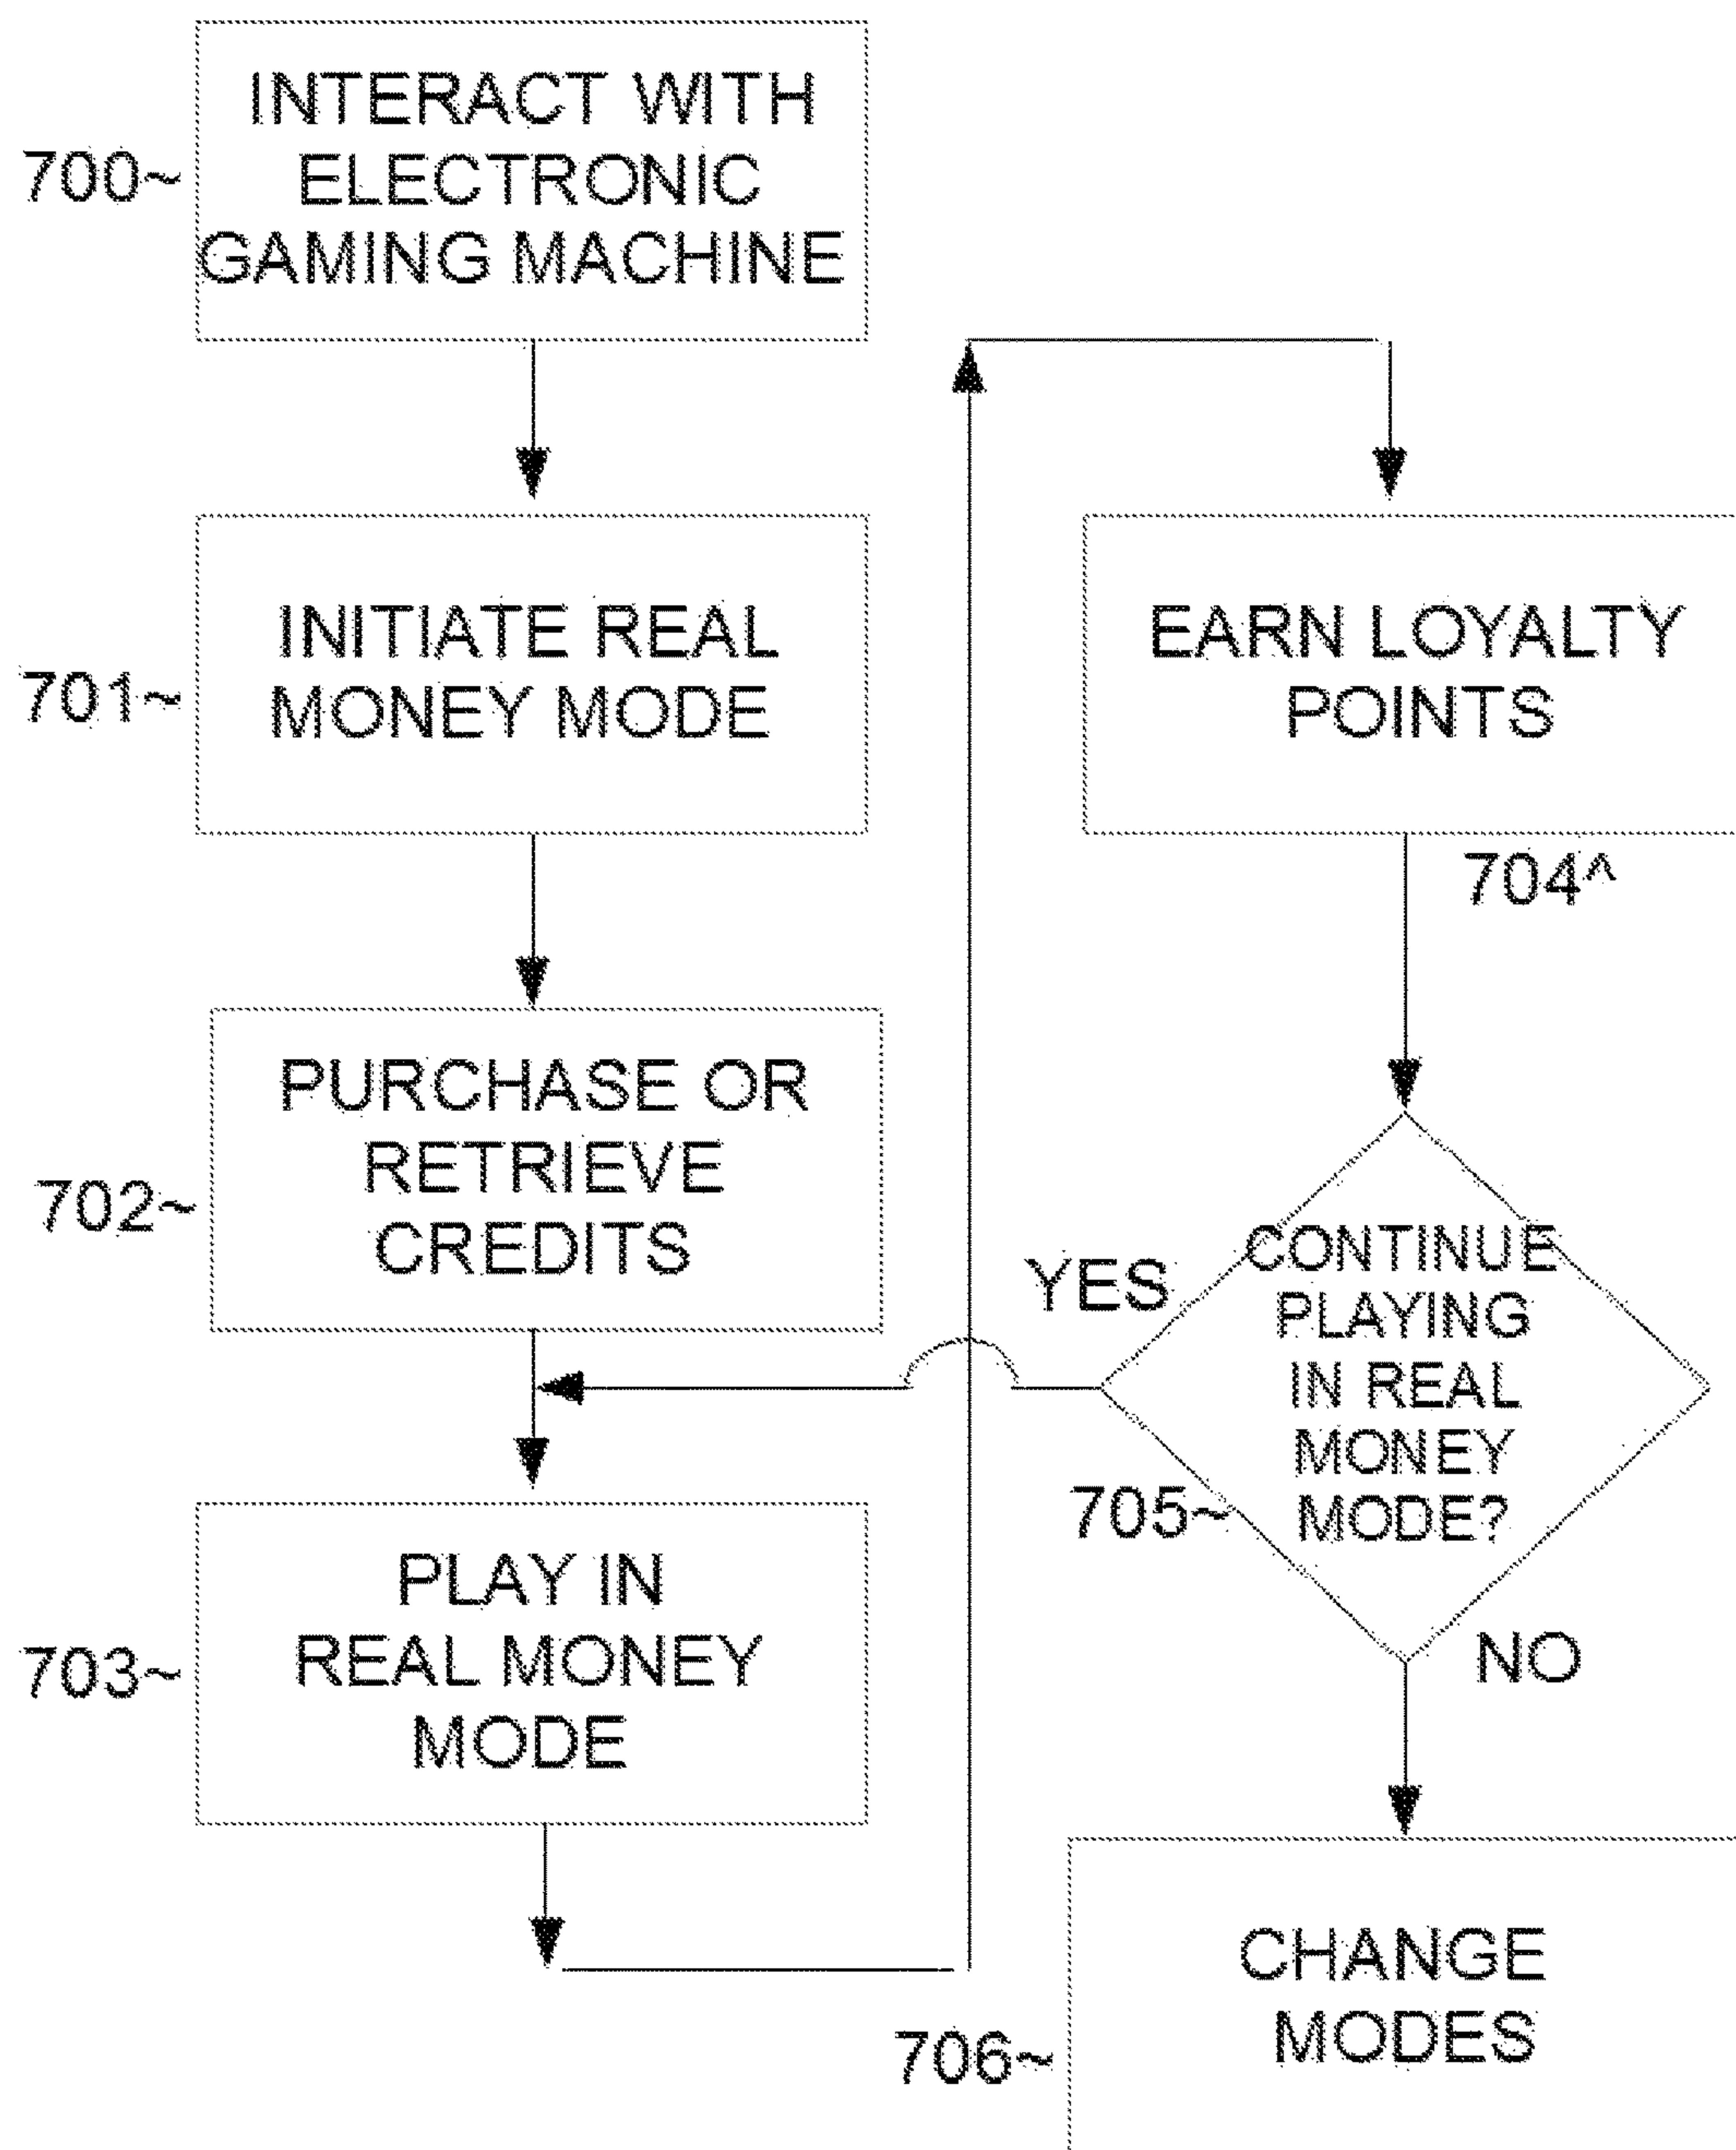 INTERACT WITH
ELECTRONIC
GAMING MACHINE
700~
INITIATE REAL
MONEY MODE
701~
PURCHASE OR
RETRIEVE
CREDITS
702~
PLAY IN
REAL MONEY
MODE
703~
EARN LOYALTY
POINTS
704^
CONTINUE
PLAYING
IN REAL
MONEY
MODE?
705~
YES
NO
CHANGE
MODES
706~